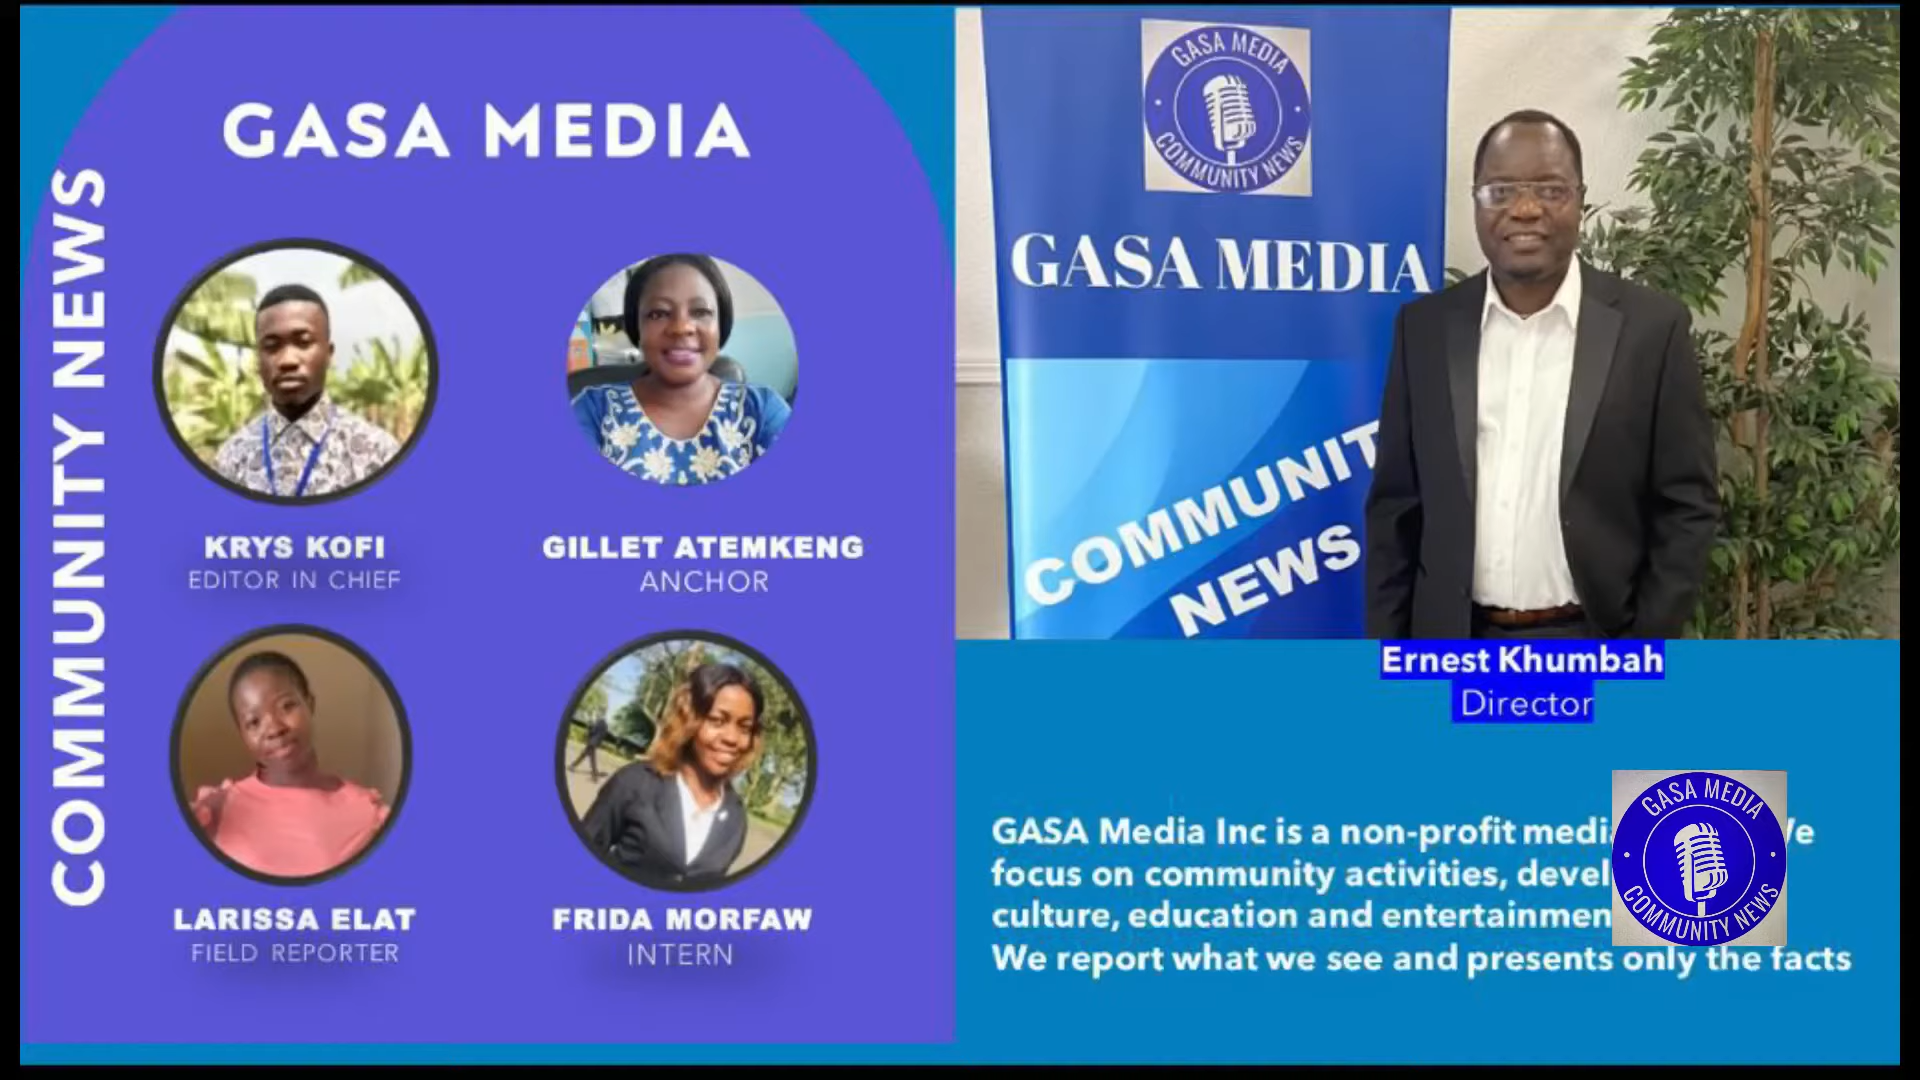 GASA MEDIA
COMMUNITY NEWS
KRYS KOFI
EDITOR IN CHIEF
GILLET ATEMKENG
ANCHOR
LARISSA ELAT
FIELD REPORTER
FRIDA MORFAW
INTERN
GASA MEDIA
COMMUNITY NEWS
GASA MEDIA
COMMUNIT
NEWS
Ernest Khumbah
Director
GASA Media Inc is a non-profit
focus on community activities,
culture, education and
We report what we see and presents only the facts
GASA MEDIA
COMMUNITY NEWS